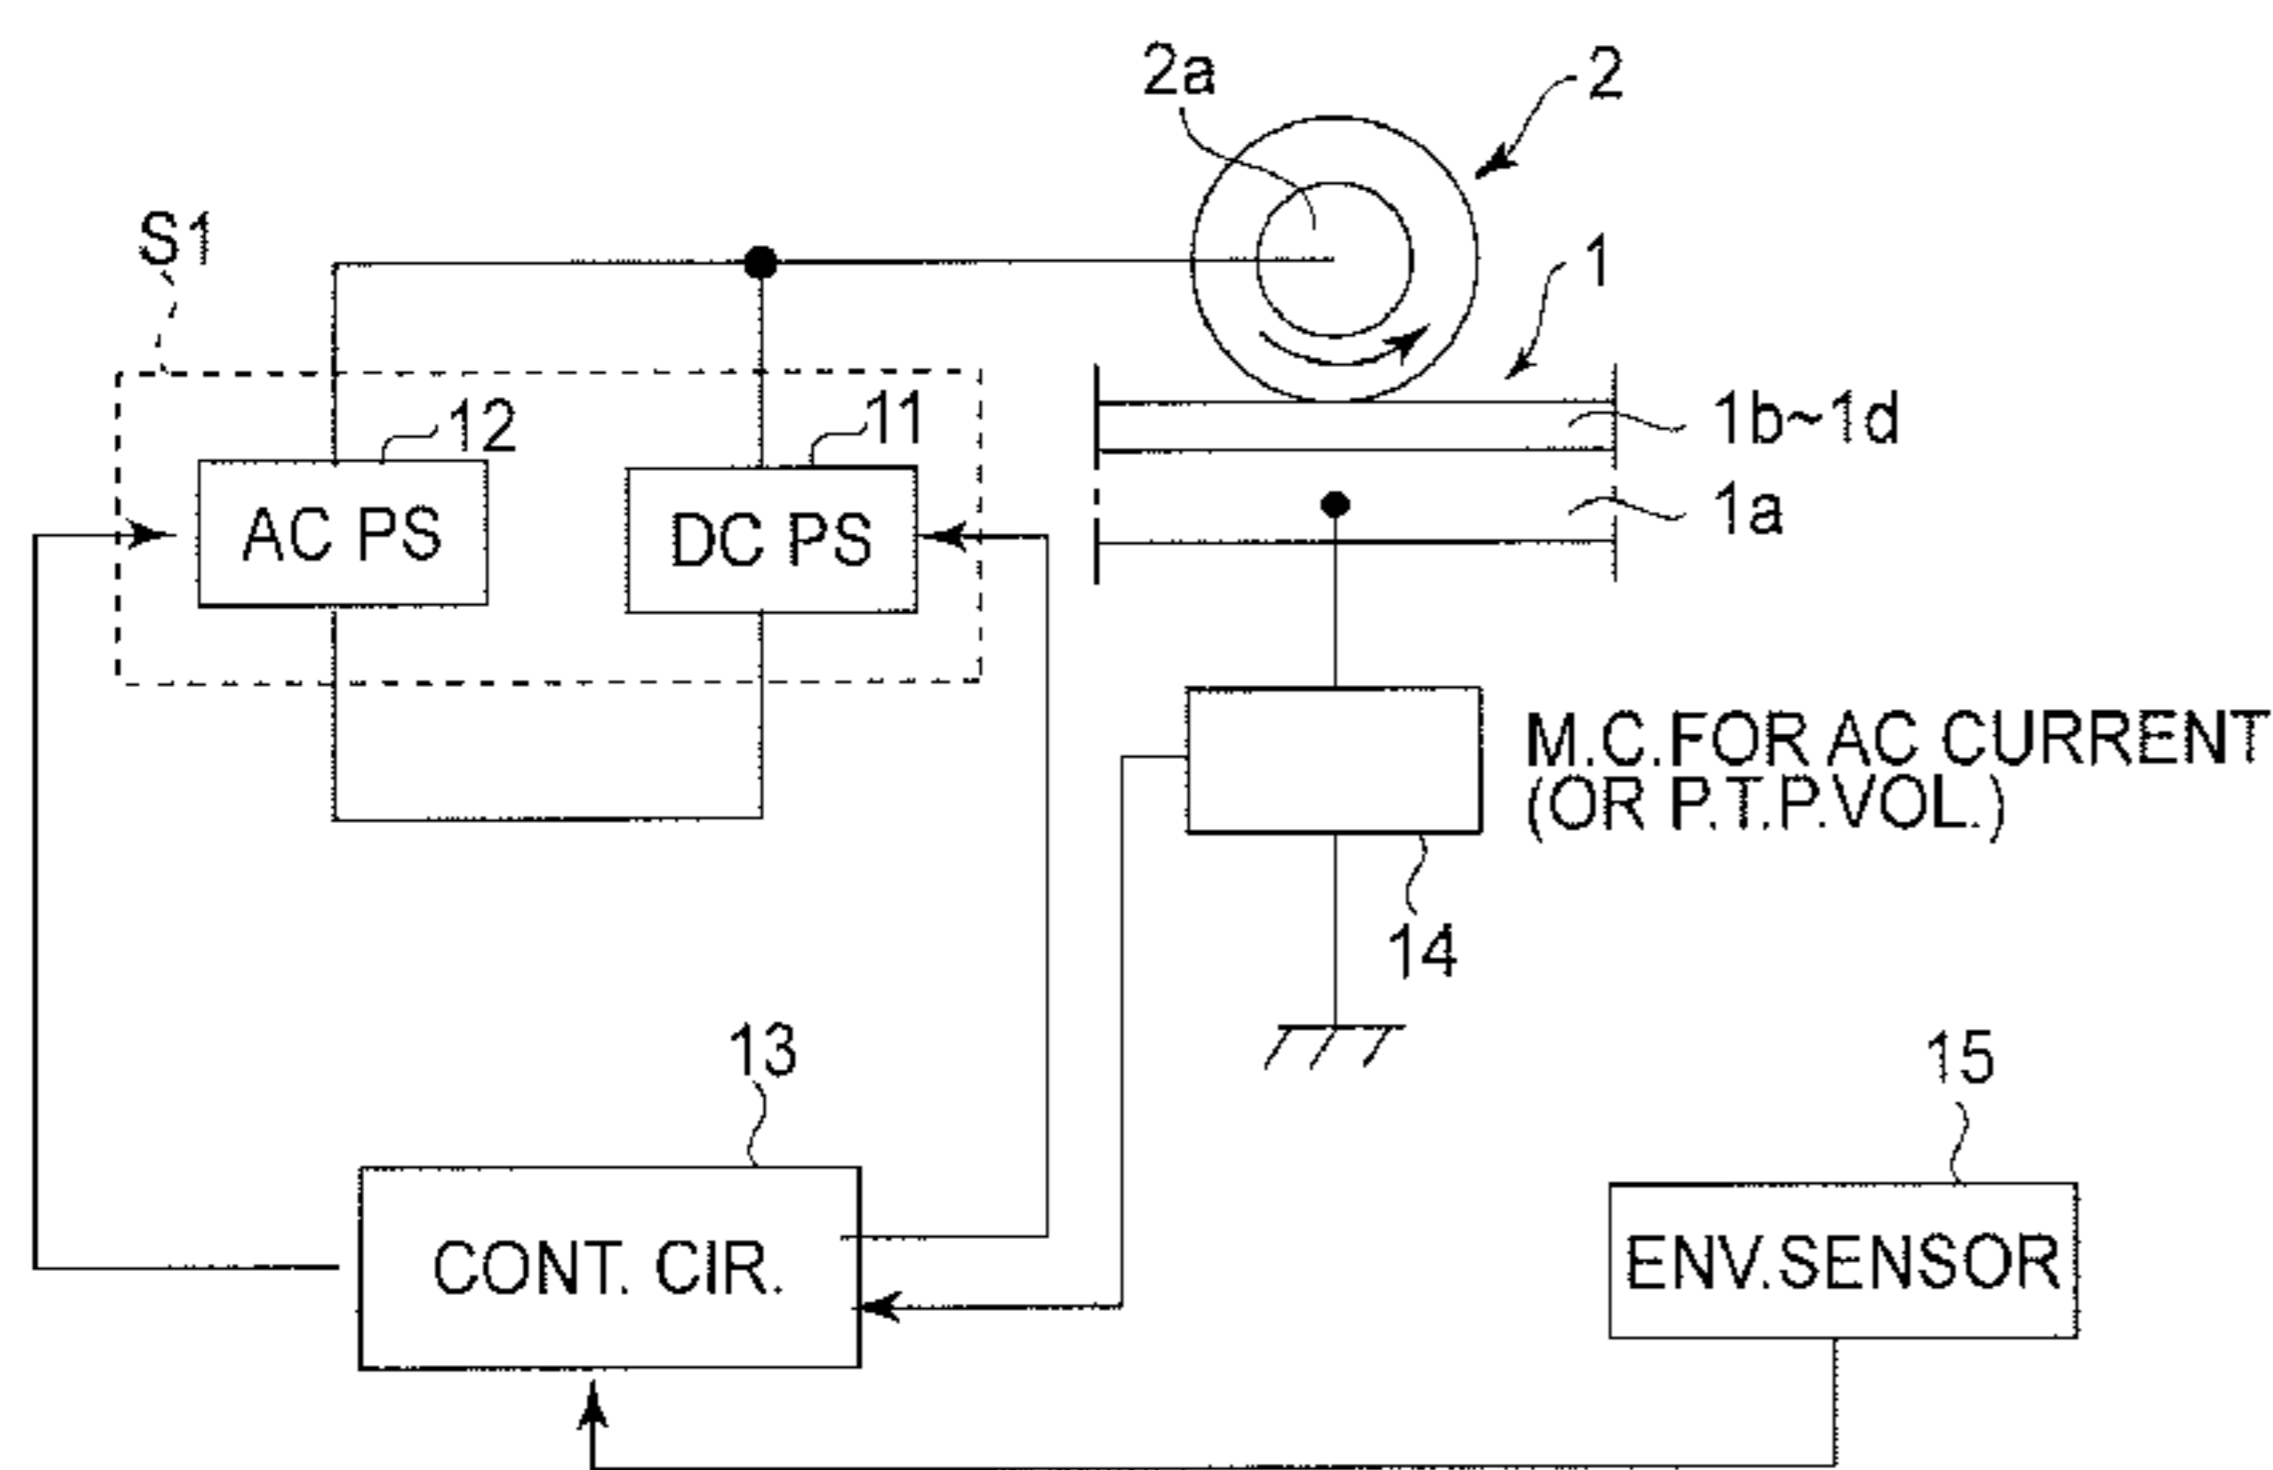 2a
2
S1
1
12
11
1b~1d
AC PS
DC PS
1a
M.C.FOR AC CURRENT
(OR P.T.P.VOL.)
14
13
15
CONT. CIR.
ENV.SENSOR